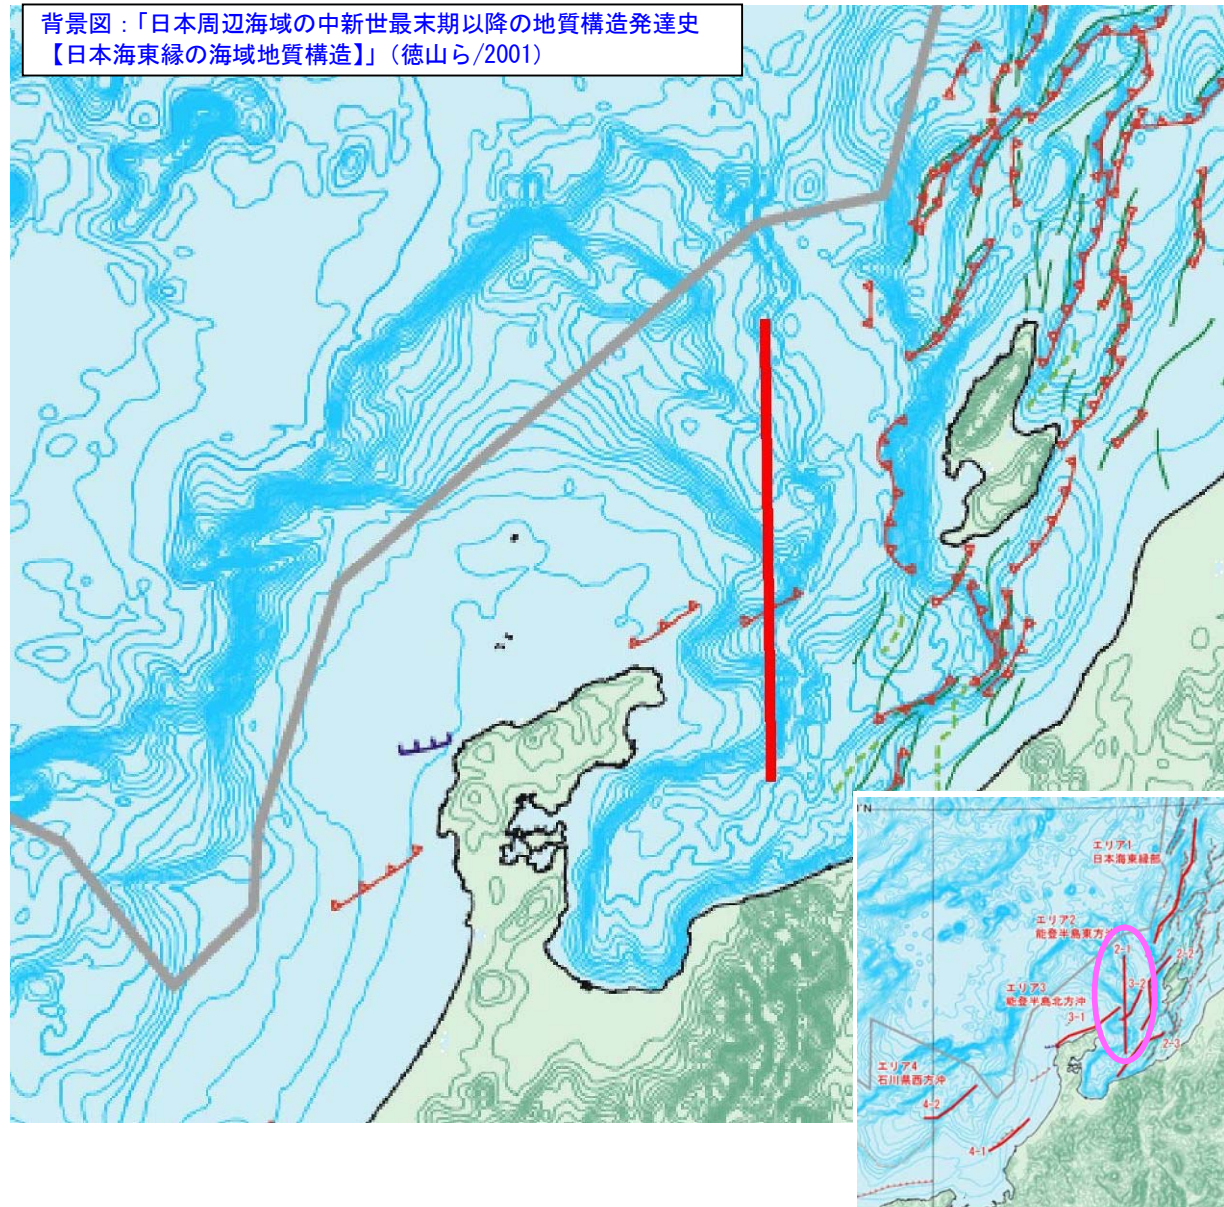 背景図：「日本周辺海域の中新世最末期以降の地質構造発達史
【日本海東縁の海域地質構造】」（徳山ら/2001）
エリア1
日本海東縁部
エリア2
能登半島東方
2-1
2-2
3-2
エリア3
能登半島北方沖
3-1
2-3
エリア4
石川県西方沖
4-2
4-1